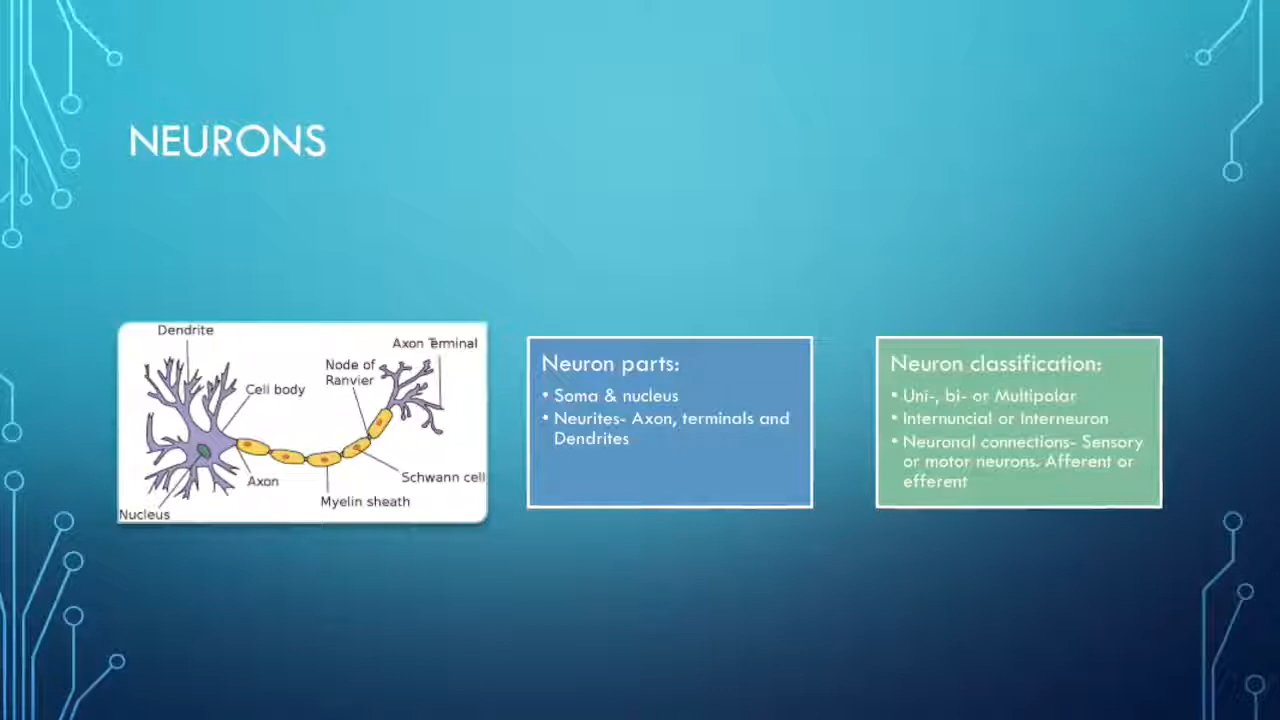 NEURONS
Dendrite
Cell body
Node of
Ranvier
Axon Terminal
Axon
Schwann cell
Myelin sheath
Nucleus
Neuron parts:
• Soma & nucleus
• Neurites- Axon, terminals and
Dendrites
Neuron classification:
• Uni-, bi- or Multipolar
• Internuncial or Interneuron
• Neuronal connections- Sensory
or motor neurons. Afferent or
efferent